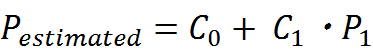 P_estimated = C_0 + C_1 · P_1